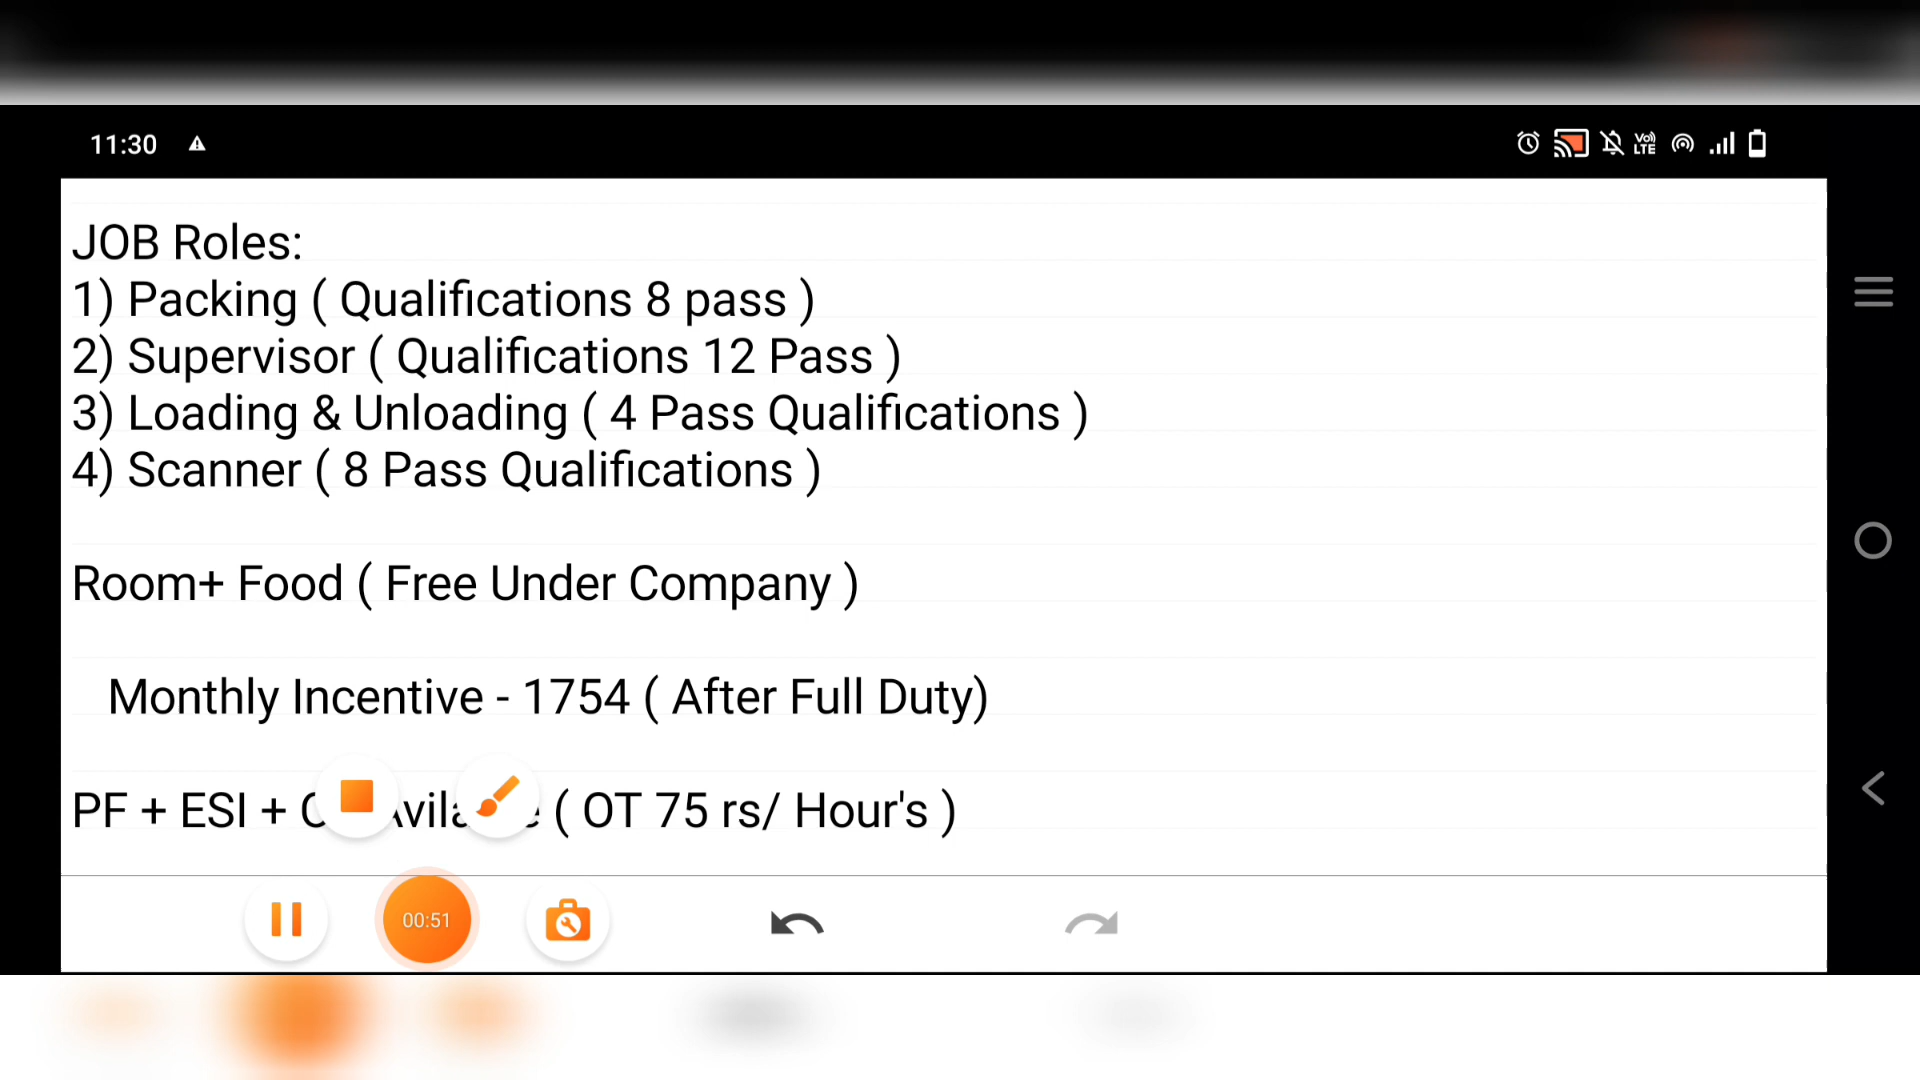 11:30
Vo) LTE
JOB Roles:
1) Packing ( Qualifications 8 pass )
2) Supervisor ( Qualifications 12 Pass )
3) Loading & Unloading ( 4 Pass Qualifications )
4) Scanner ( 8 Pass Qualifications )
Room+ Food ( Free Under Company )
Monthly Incentive - 1754 ( After Full Duty)
PF + ESI + ( OT 75 rs/ Hour's )
00:51